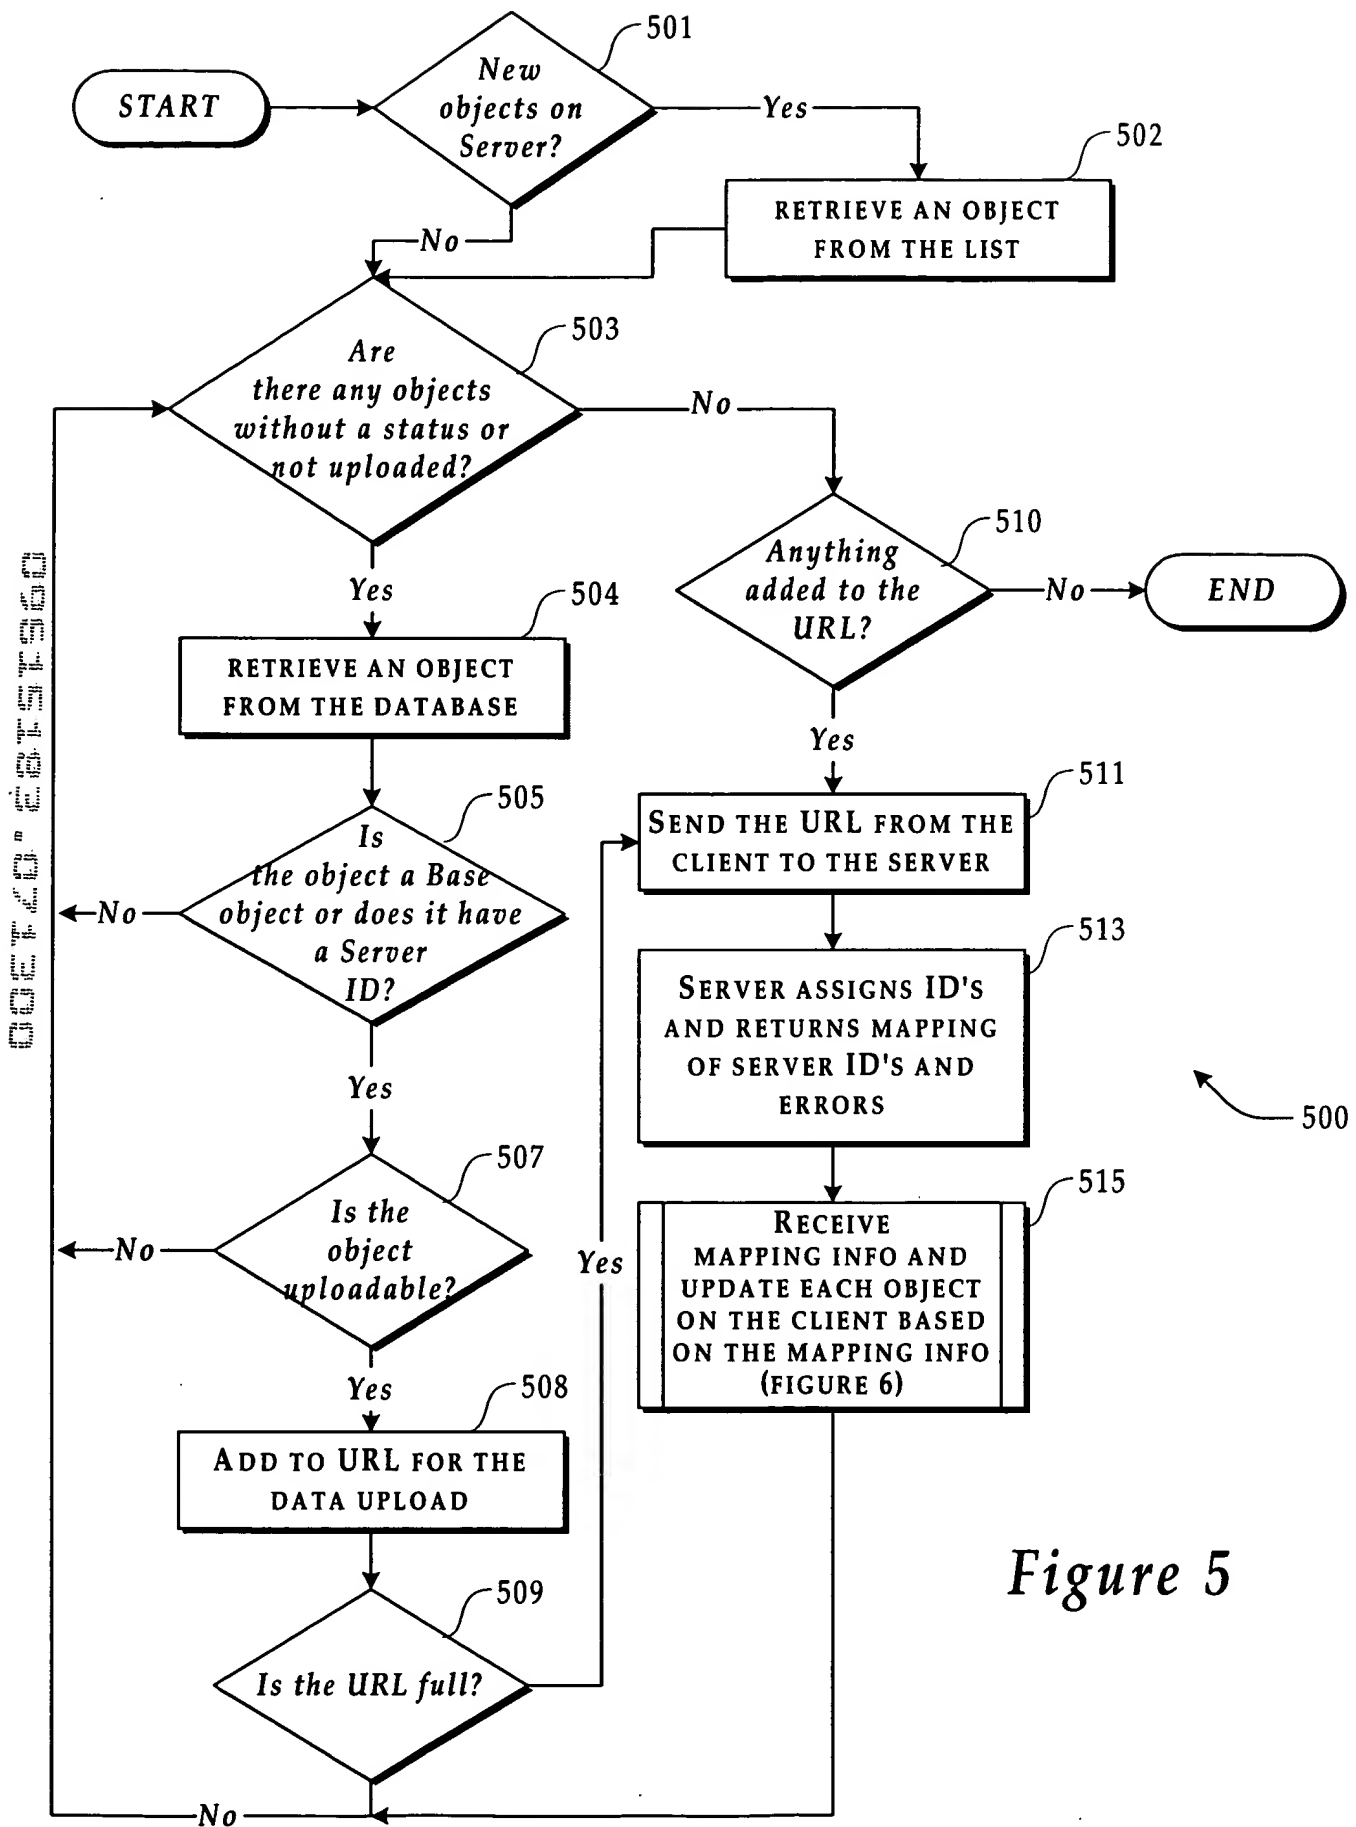 501
START
New
objects on
Server?
Yes
502
RETRIEVE AN OBJECT
FROM THE LIST
No
503
Are
there any objects
without a status or
not uploaded?
No
510
Anything
added to the
URL?
No
END
Yes
504
RETRIEVE AN OBJECT
FROM THE DATABASE
Yes
505
Is
the object a Base
object or does it have
a Server
ID?
No
511
SEND THE URL FROM THE
CLIENT TO THE SERVER
513
SERVER ASSIGNS ID'S
AND RETURNS MAPPING
OF SERVER ID'S AND
ERRORS
Yes
500
507
Is the
object
uploadable?
No
Yes
515
RECEIVE
MAPPING INFO AND
UPDATE EACH OBJECT
ON THE CLIENT BASED
ON THE MAPPING INFO
(FIGURE 6)
Yes
508
ADD TO URL FOR THE
DATA UPLOAD
509
Is the URL full?
No
Figure 5